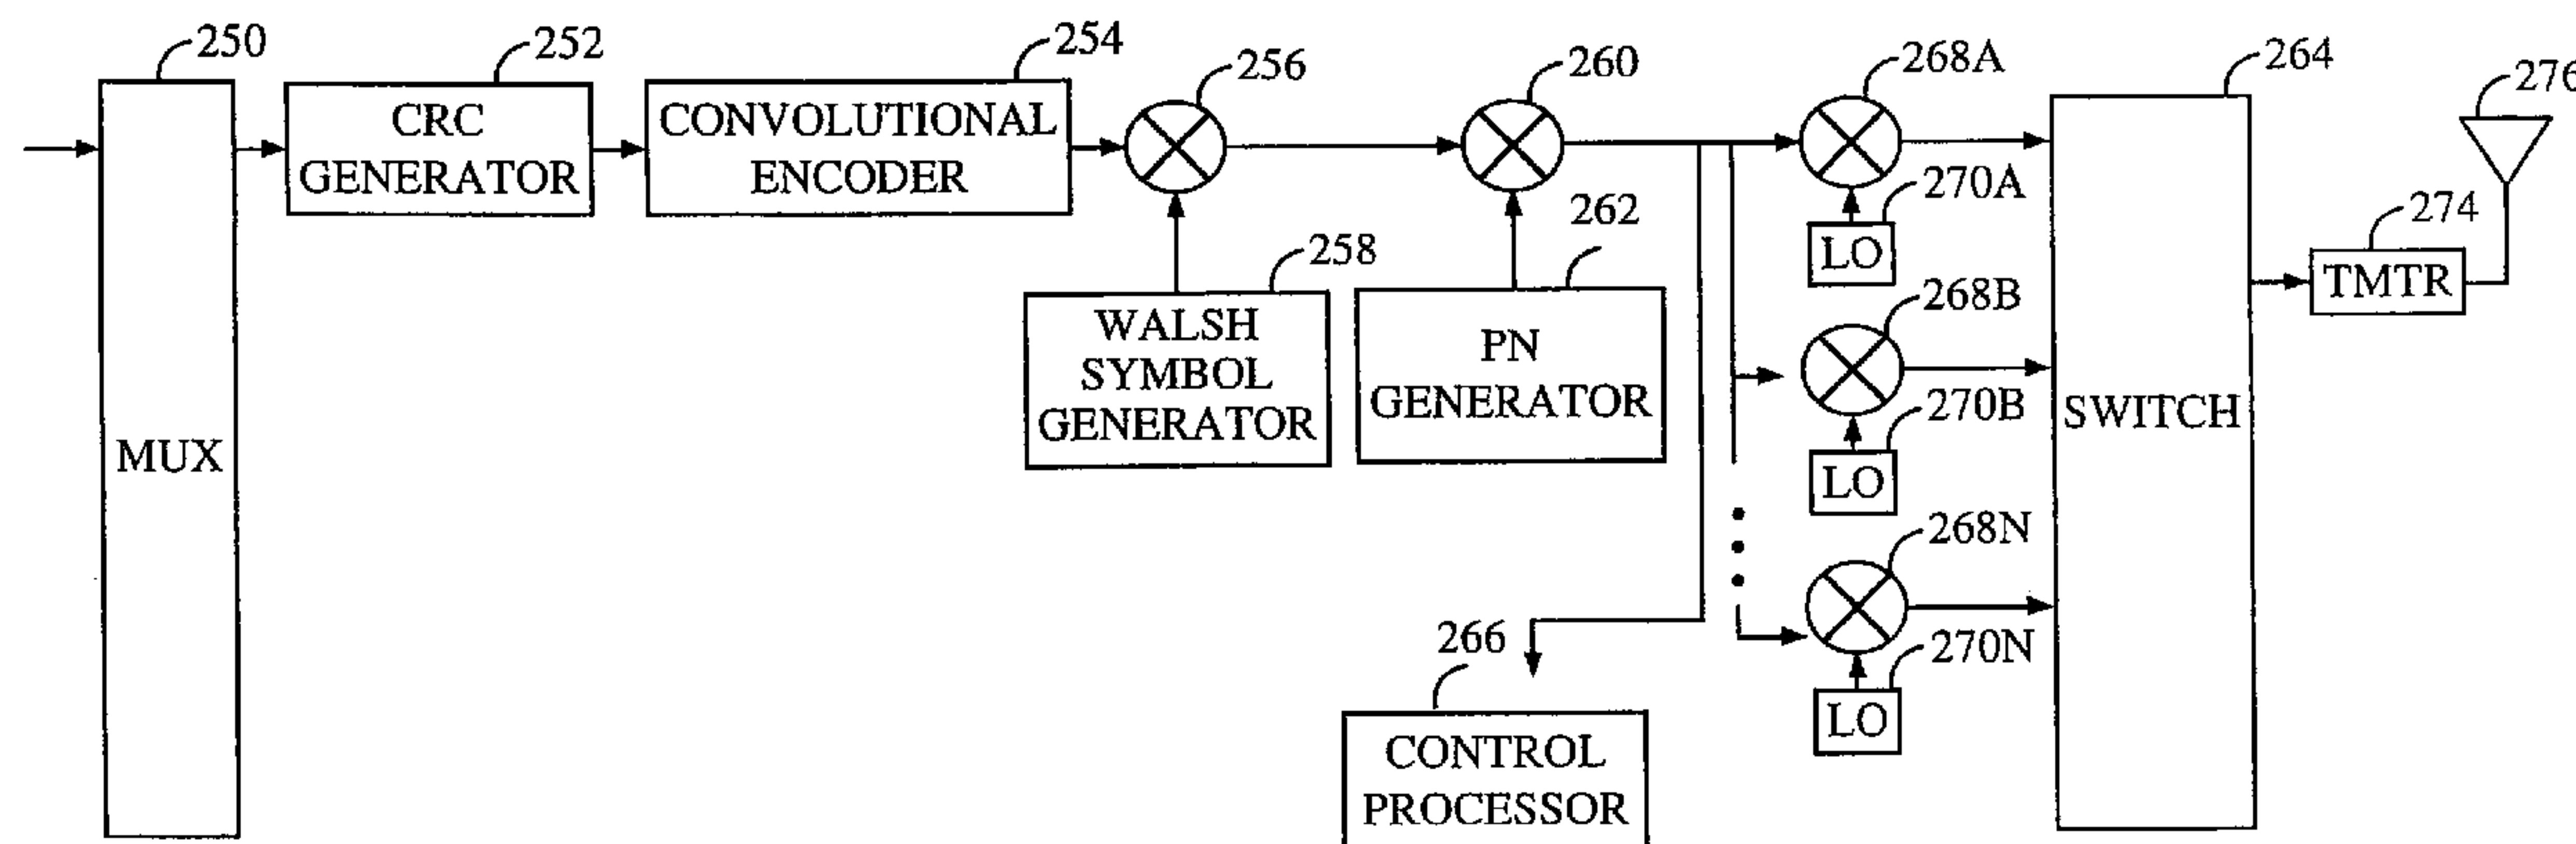 250
252
254
256
260
268A
264
276
CRC
GENERATOR
CONVOLUTIONAL
ENCODER
270A
262
274
LO
TMTR
258
268B
WALSH
SYMBOL
GENERATOR
PN
GENERATOR
270B
SWITCH
MUX
LO
268N
266
270N
LO
CONTROL
PROCESSOR